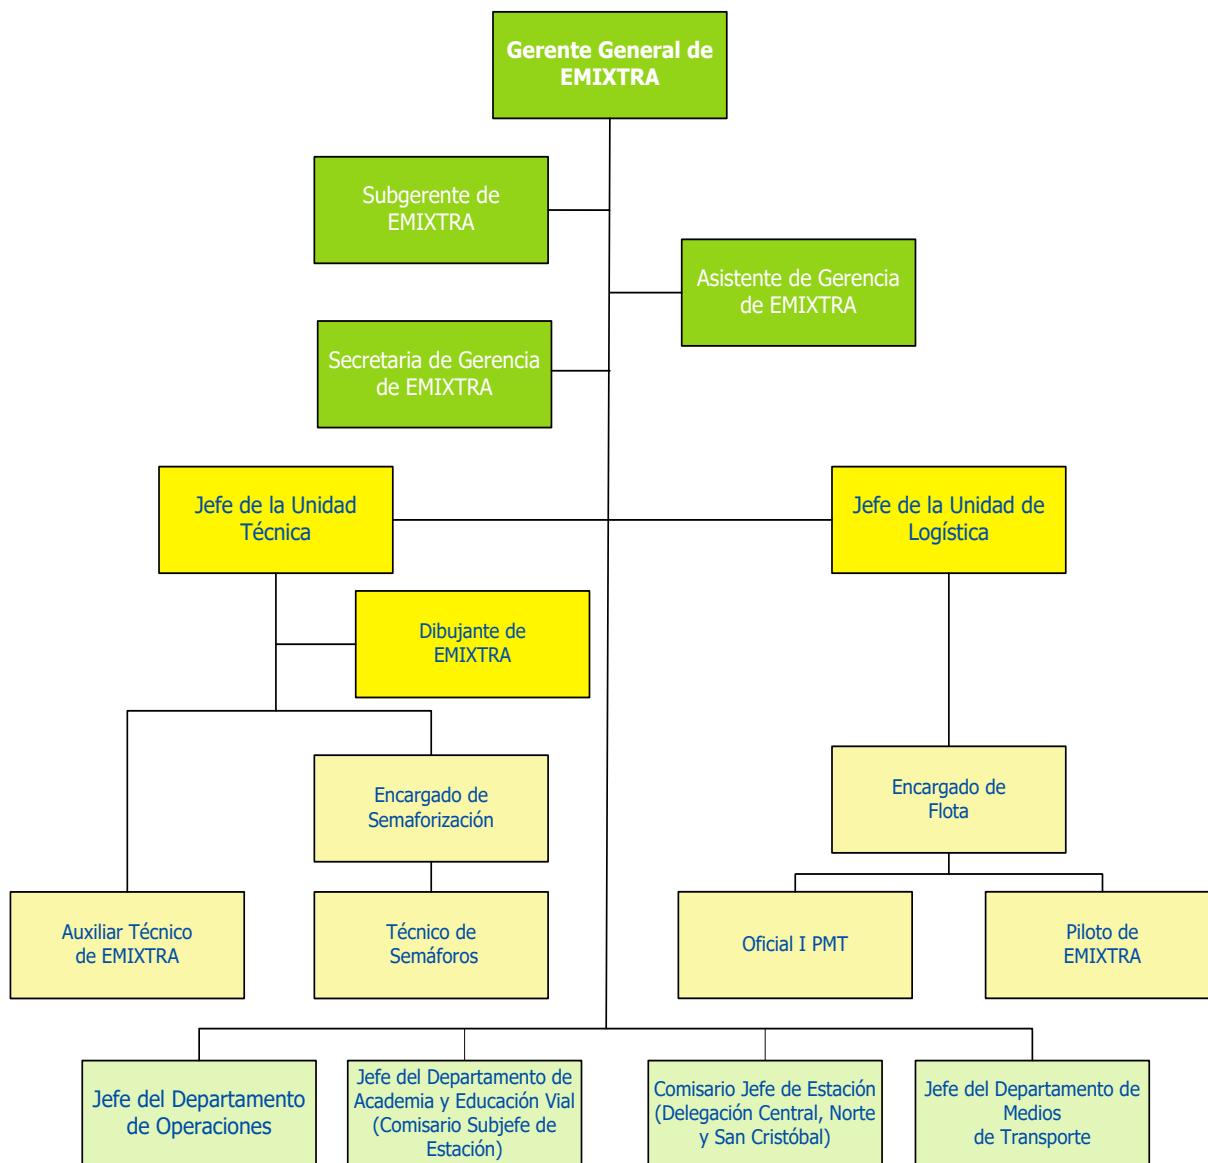 Gerente General de
EMIXTRA
Subgerente de
EMIXTRA
Asistente de Gerencia
de EMIXTRA
Secretaria de Gerencia
de EMIXTRA
Jefe de la Unidad
Técnica
Jefe de la Unidad de
Logística
Dibujante de
EMIXTRA
Encargado de
Semaforización
Encargado de
Flota
Auxiliar Técnico
de EMIXTRA
Técnico de
Semáforos
Oficial I PMT
Piloto de
EMIXTRA
Jefe del Departamento
de Operaciones
Jefe del Departamento de
Academia y Educación Vial
(Comisario Subjefe de
Estación)
Comisario Jefe de Estación
(Delegación Central, Norte
y San Cristóbal)
Jefe del Departamento de
Medios
de Transporte